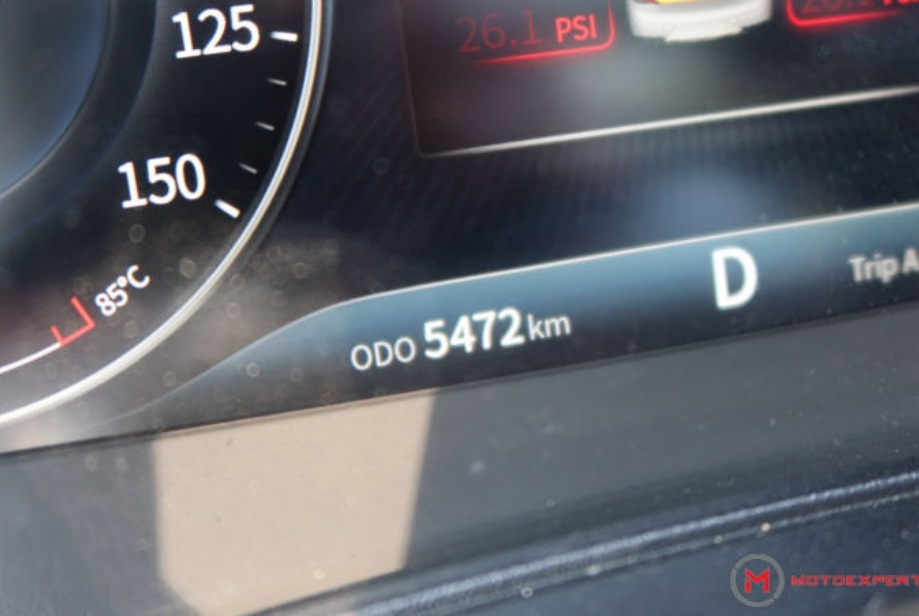 125
26.1 PSI
150
85°C
D
Trip A
ODO 5472 km
MOTOEXPERT